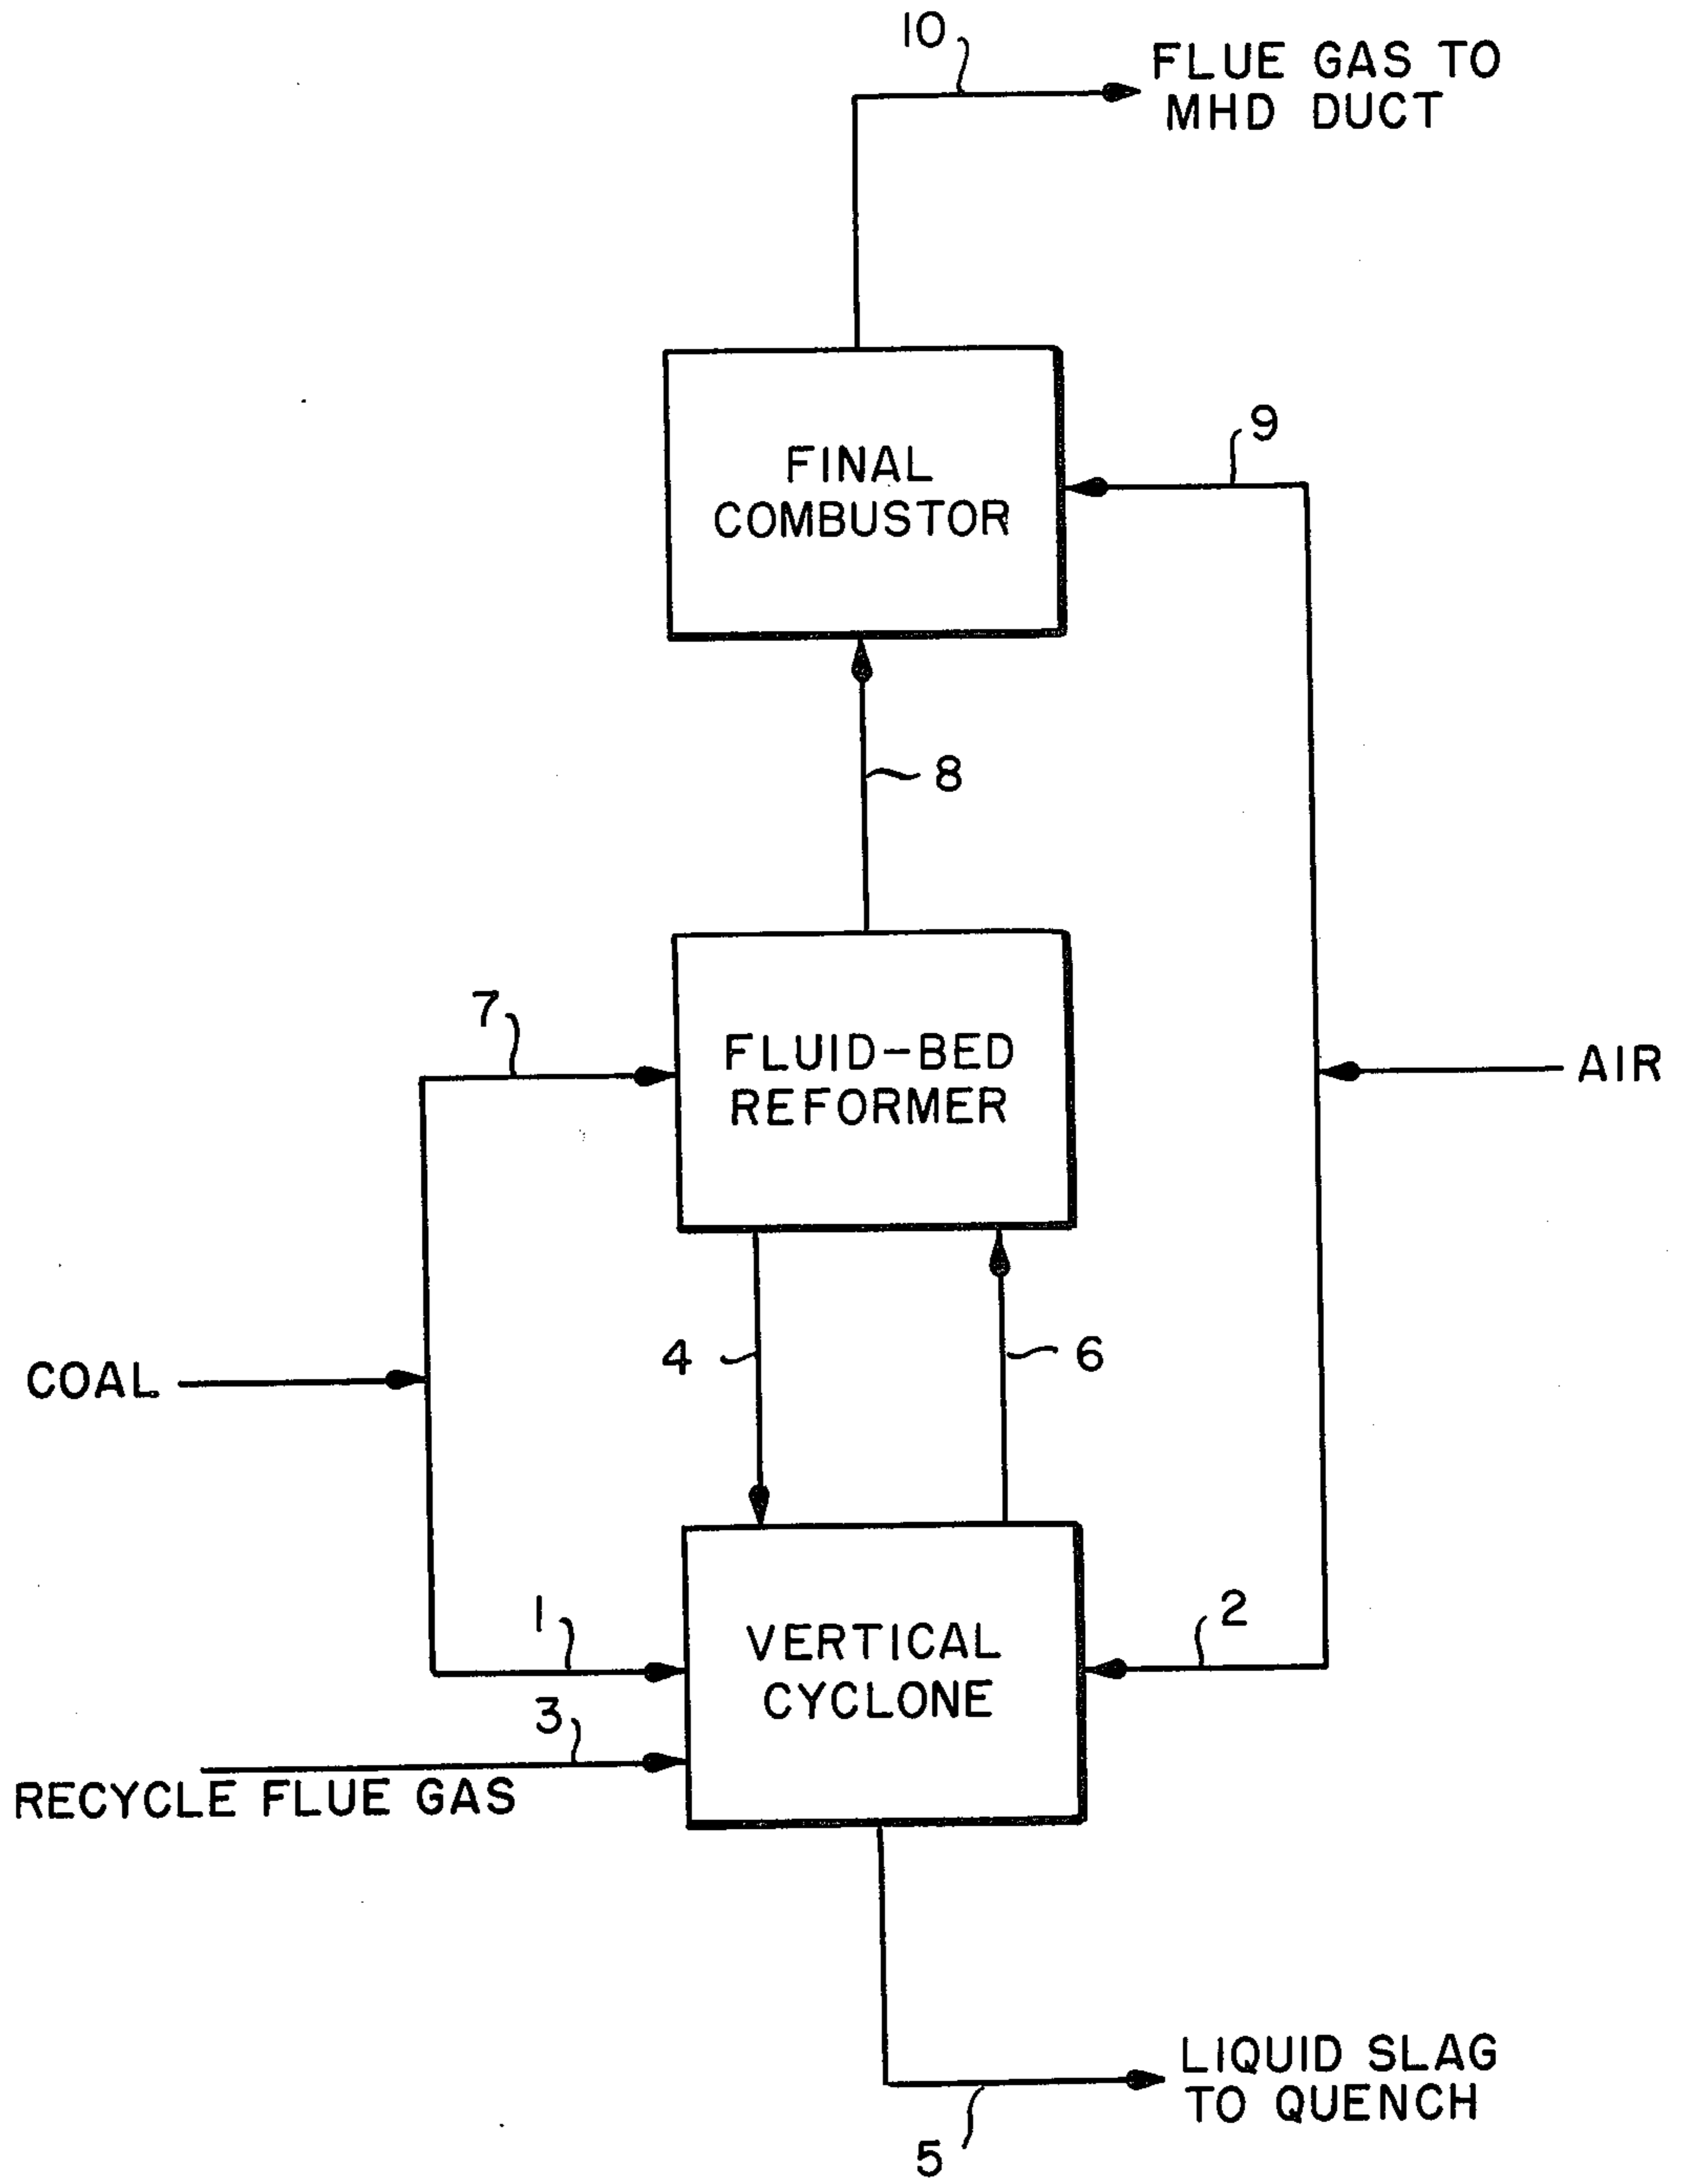 10
FLUE GAS TO
MHD DUCT
9
FINAL
COMBUSTOR
8
7
FLUID-BED
REFORMER
AIR
4
6
COAL
1
2
VERTICAL
CYCLONE
3
RECYCLE FLUE GAS
LIQUID SLAG
TO QUENCH
5